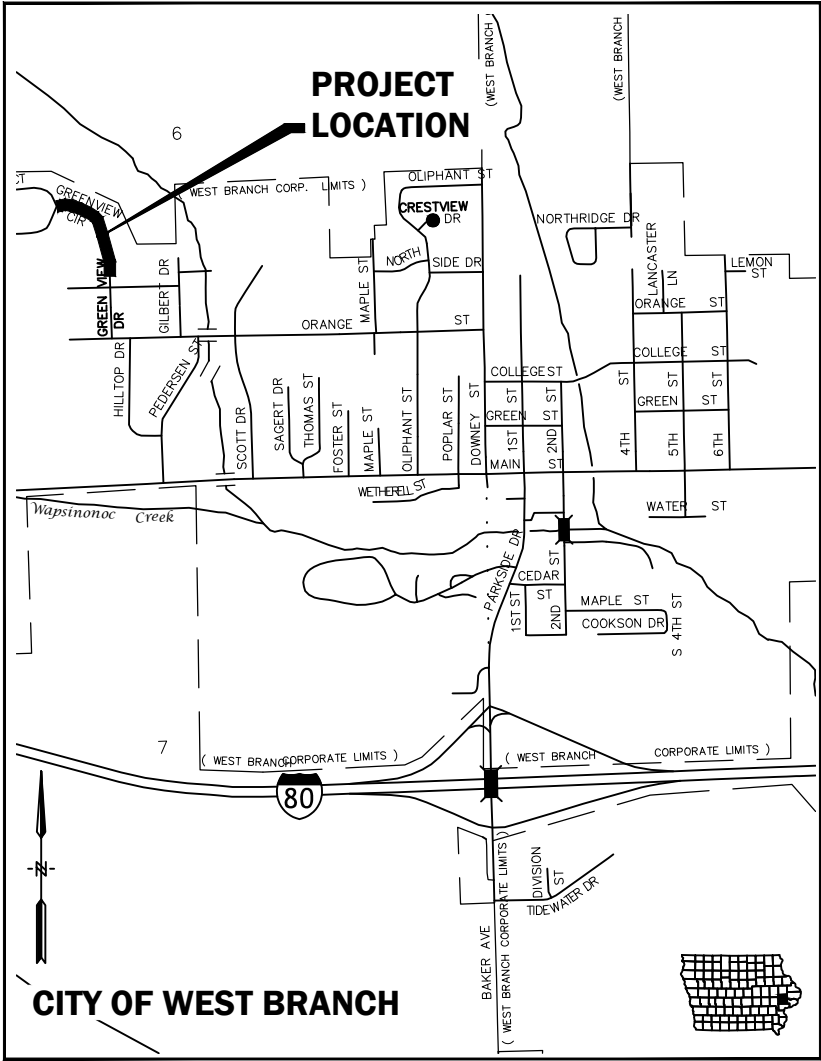 PROJECT
LOCATION
(WEST BRANCH
(WEST BRANCH
6
CT
GREENVIEW
CIR
WEST BRANCH CORP. LIMITS )
OLIPHANT ST
CRESTVIEW
DR
NORTHRIDGE DR
LANCASTER
LN
LEMON
ST
NORTH
SIDE DR
MAPLE ST
GREEN VIEW
DR
GILBERT DR
ORANGE ST
ORANGE ST
HILLTOP DR
PEDERSEN ST
COLLEGE ST
COLLEGE ST
SCOTT DR
SAGERT DR
THOMAS ST
FOSTER ST
MAPLE ST
OLIPHANT ST
POPLAR ST
DOWNEY ST
GREEN ST
1ST ST
2ND ST
MAIN ST
4TH ST
5TH ST
6TH ST
GREEN ST
WETHERELL ST
WATER ST
Wapsinonoc Creek
PARKSIDE DR
CEDAR
ST
1ST ST
2ND ST
MAPLE ST
COOKSON DR
S 4TH ST
7
( WEST BRANCH CORPORATE LIMITS )
( WEST BRANCH CORPORATE LIMITS )
80
N
DIVISION
ST
TIDEWATER DR
BAKER AVE
( WEST BRANCH CORPORATE LIMITS )
CITY OF WEST BRANCH